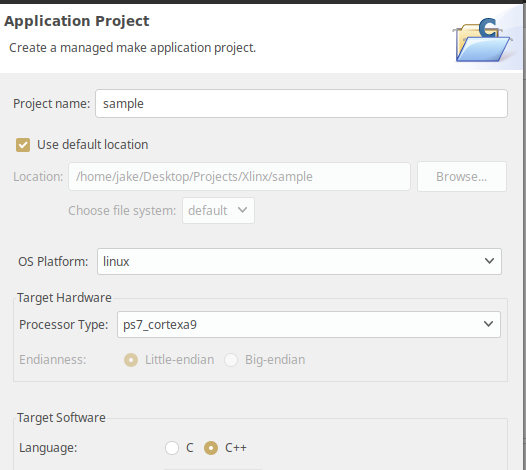 Application Project
Create a managed make application project.
C
Project name: sample
Use default location
Location: /home/jake/Desktop/Projects/Xlinx/sample Browse...
Choose file system: default
OS Platform: linux
Target Hardware
Processor Type: ps7_cortexa9
Endianness: Little-endian Big-endian
Target Software
Language: C C++